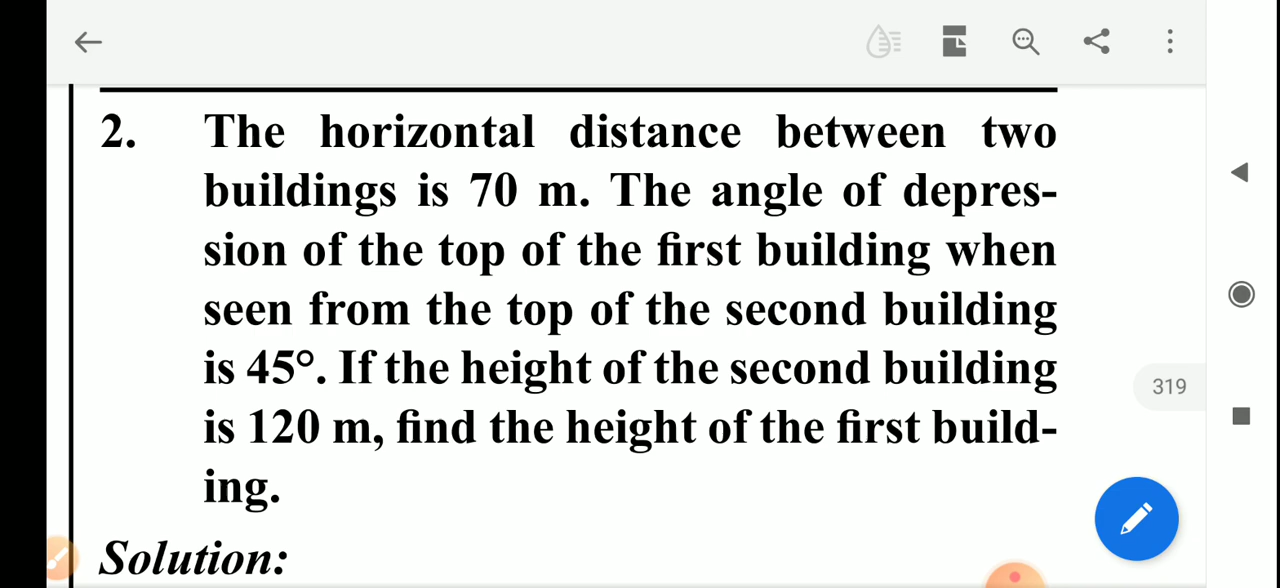 2. The horizontal distance between two
buildings is 70 m. The angle of depres-
sion of the top of the first building when
seen from the top of the second building
is 45°. If the height of the second building
is 120 m, find the height of the first build-
ing.
319
Solution: